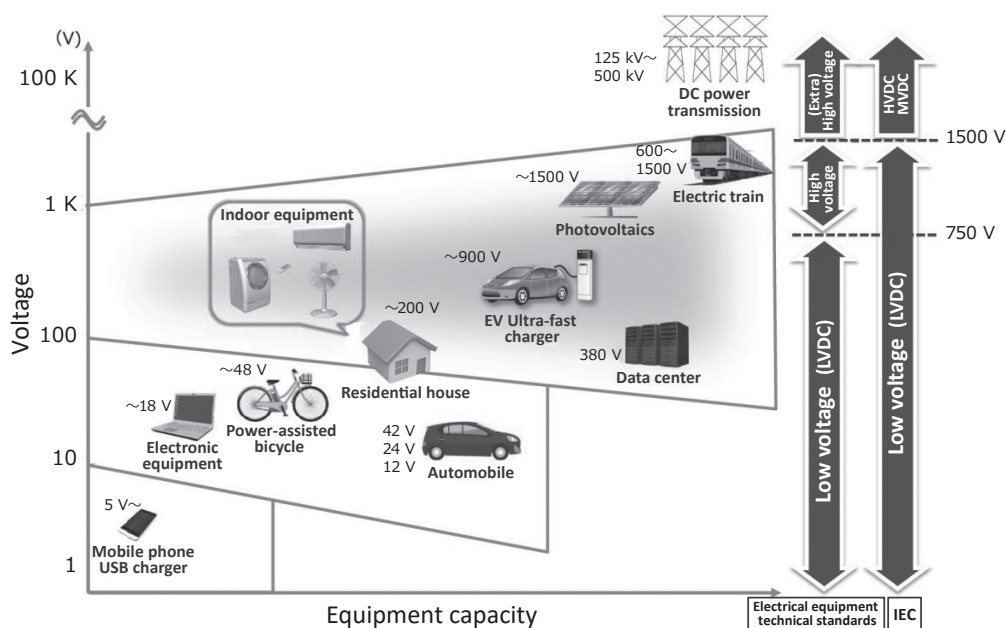 (V)
100 K
1 K
100
10
1
Voltage
Equipment capacity
125 kV～
500 kV
DC power
transmission
600～
1500 V
Electric train
～1500 V
Photovoltaics
Indoor equipment
～900 V
EV Ultra-fast
charger
～200 V
Residential house
380 V
Data center
～48 V
Power-assisted
bicycle
～18 V
Electronic
equipment
42 V
24 V
12 V
Automobile
5 V～
Mobile phone
USB charger
(Extra)
High voltage
HVDC
MVDC
1500 V
High
voltage
750 V
Low voltage (LVDC)
Low voltage (LVDC)
Electrical equipment
technical standards
IEC